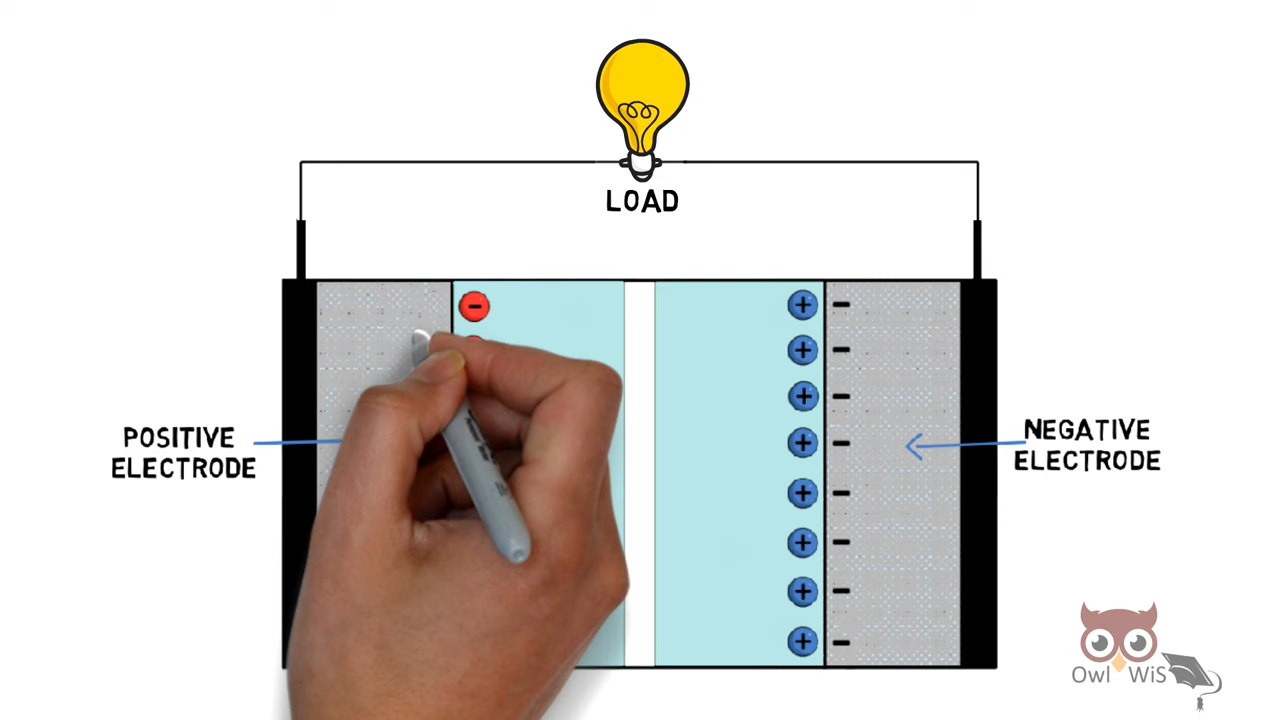 LOAD
POSITIVE
ELECTRODE
NEGATIVE
ELECTRODE
Owl WiS